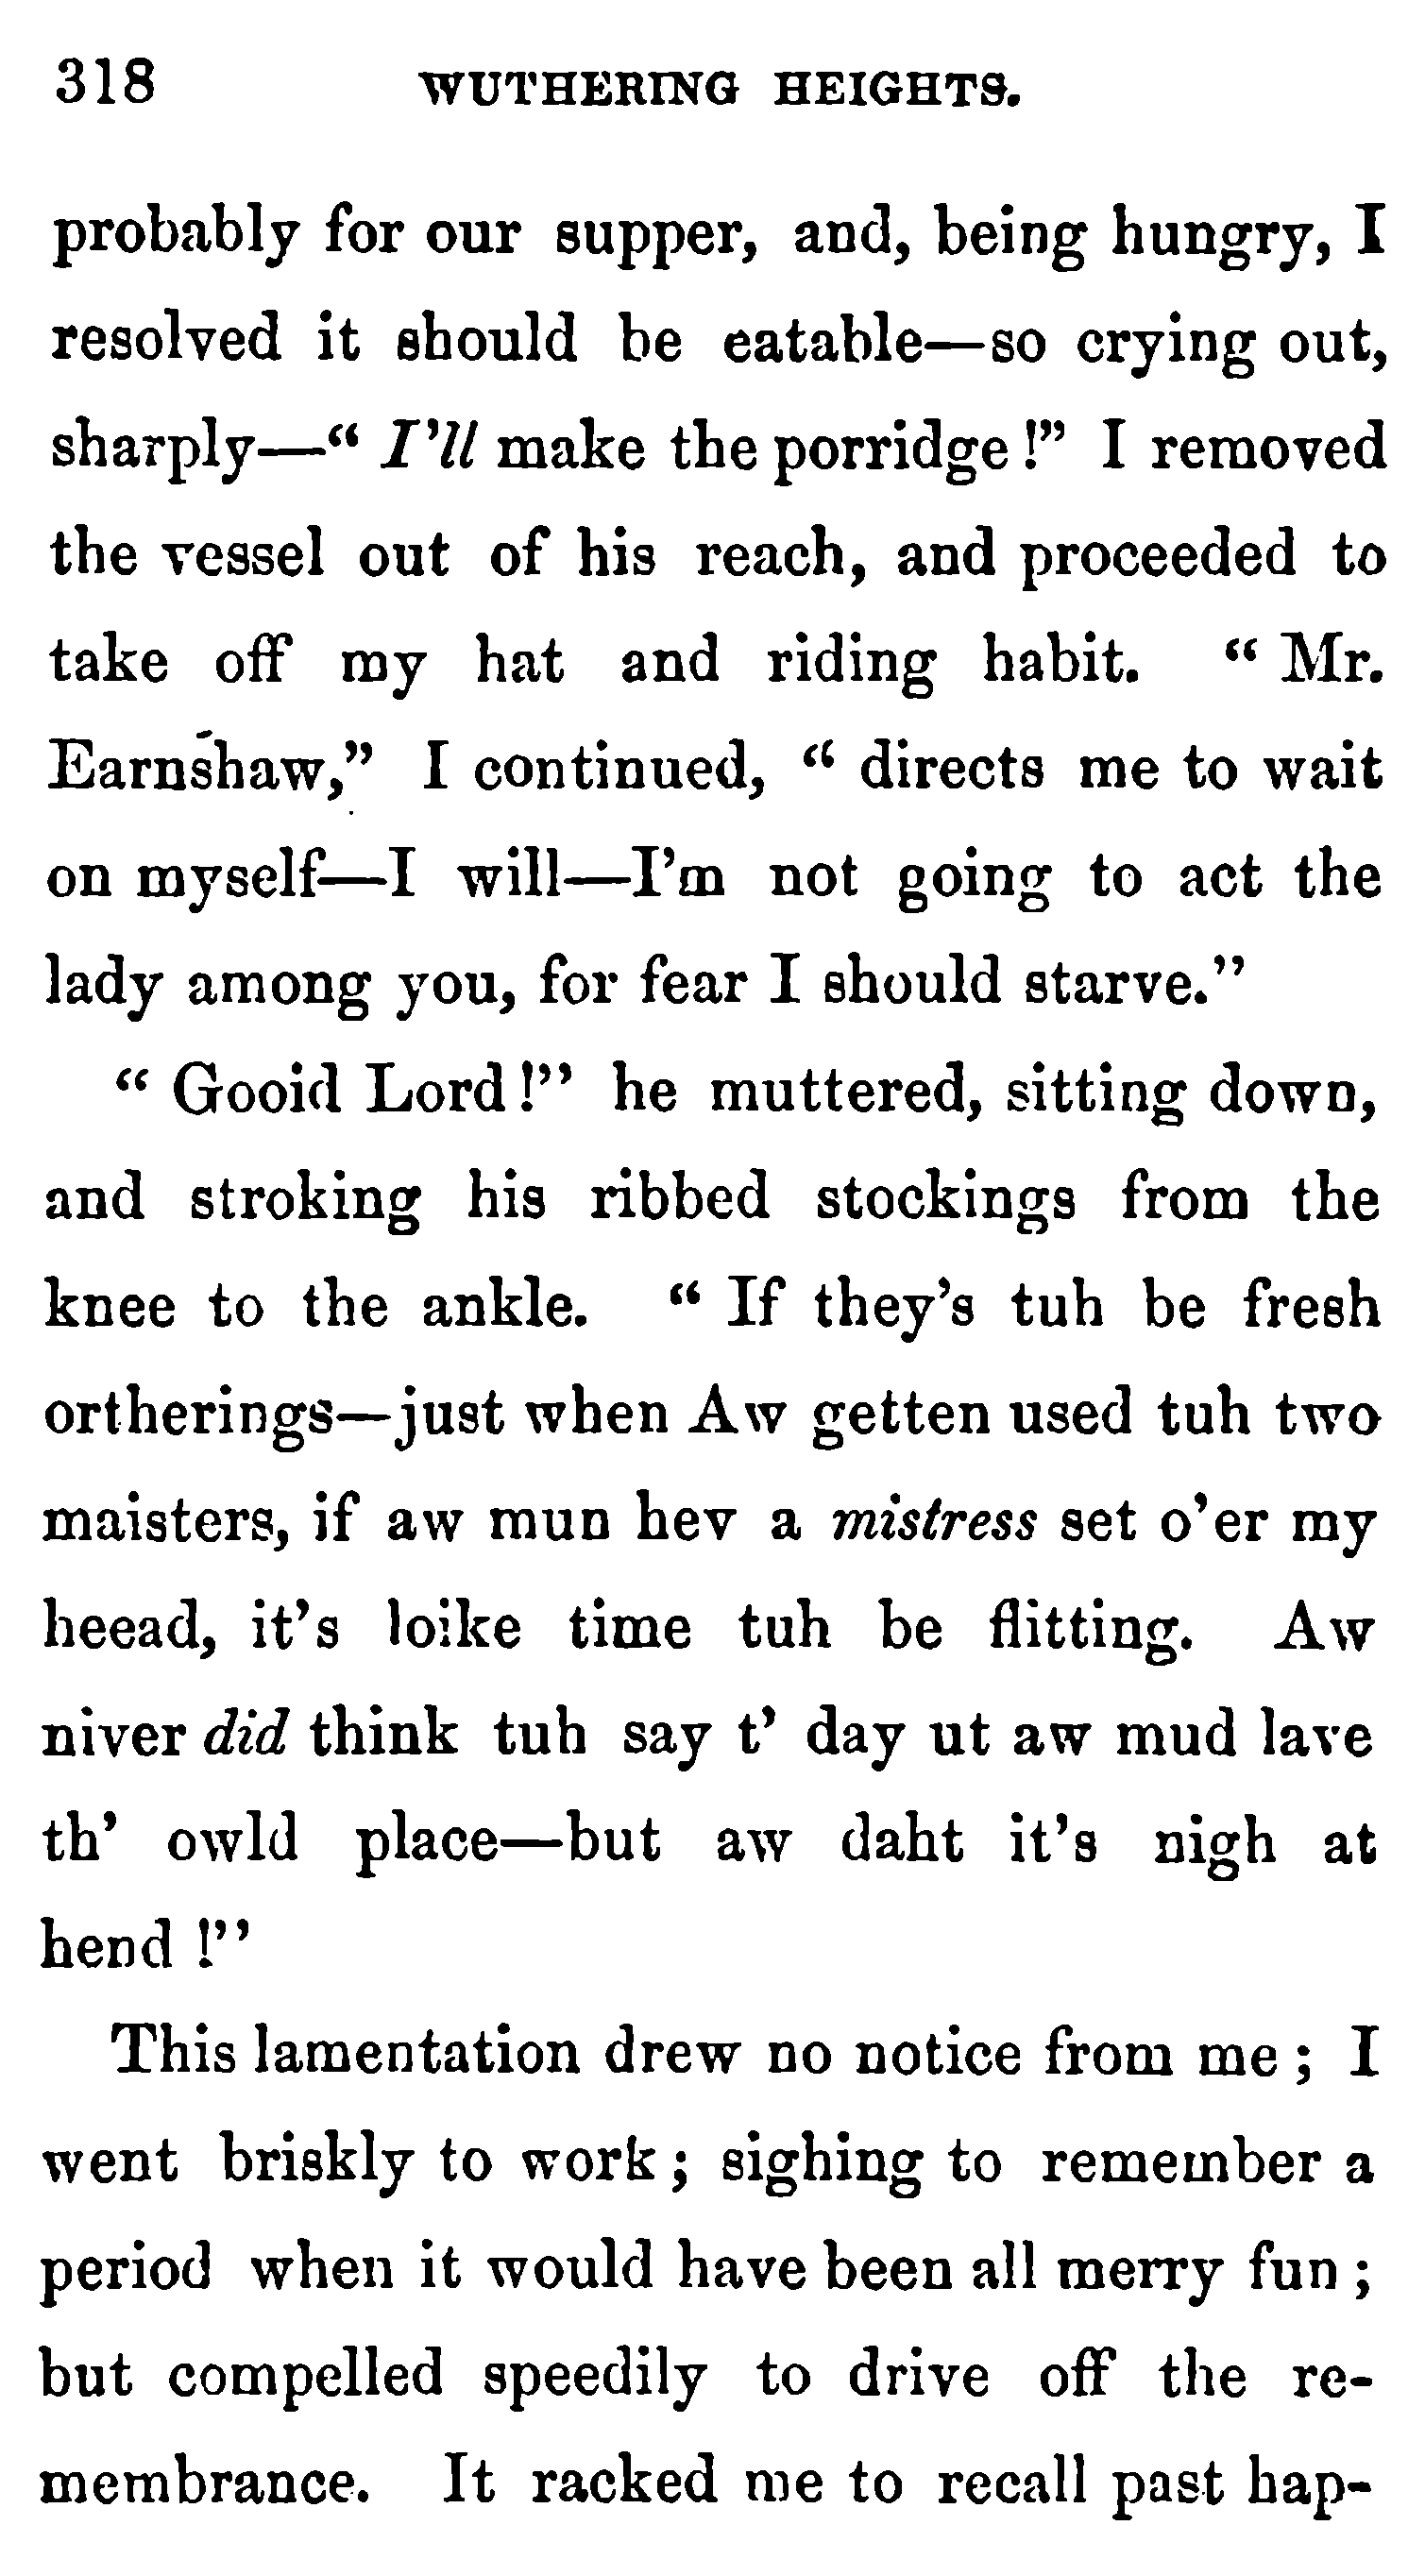 318 WUTHERING HEIGHTS.
probably for our supper, and, being hungry, I
resolved it should be eatable—so crying out,
sharply—“ I’ll make the porridge !” I removed
the vessel out of his reach, and proceeded to
take off my hat and riding habit. “ Mr.
Earnshaw,” I continued, “ directs me to wait
on myself—I will—I’m not going to act the
lady among you, for fear I should starve.”
“ Gooid Lord !” he muttered, sitting down,
and stroking his ribbed stockings from the
knee to the ankle. “ If they’s tuh be fresh
ortherings—just when Aw getten used tuh two
maisters, if aw mun hev a mistress set o’er my
heead, it’s loike time tuh be flitting. Aw
niver did think tuh say t’ day ut aw mud lave
th’ owld place—but aw daht it’s nigh at
hend !”
This lamentation drew no notice from me ; I
went briskly to work ; sighing to remember a
period when it would have been all merry fun ;
but compelled speedily to drive off the re-
membrance. It racked me to recall past hap-